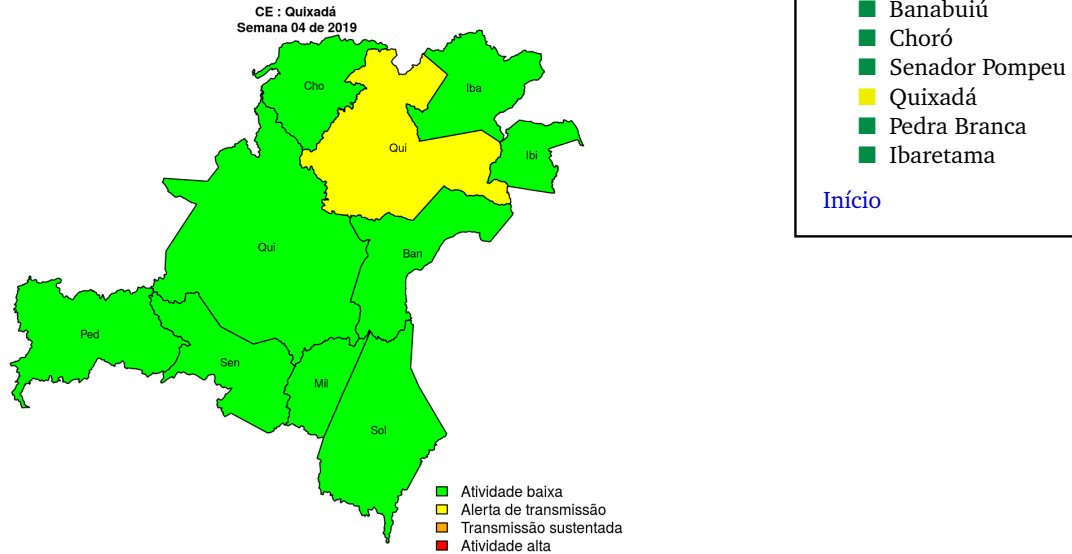 CE : Quixadá
Semana 04 de 2019
Cho
Iba
Qui
Ibi
Qui
Ban
Ped
Sen
Mil
Sol
Atividade baixa
Alerta de transmissão
Transmissão sustentada
Atividade alta
Banabuiú
Choró
Senador Pompeu
Quixadá
Pedra Branca
Ibaretama
Início